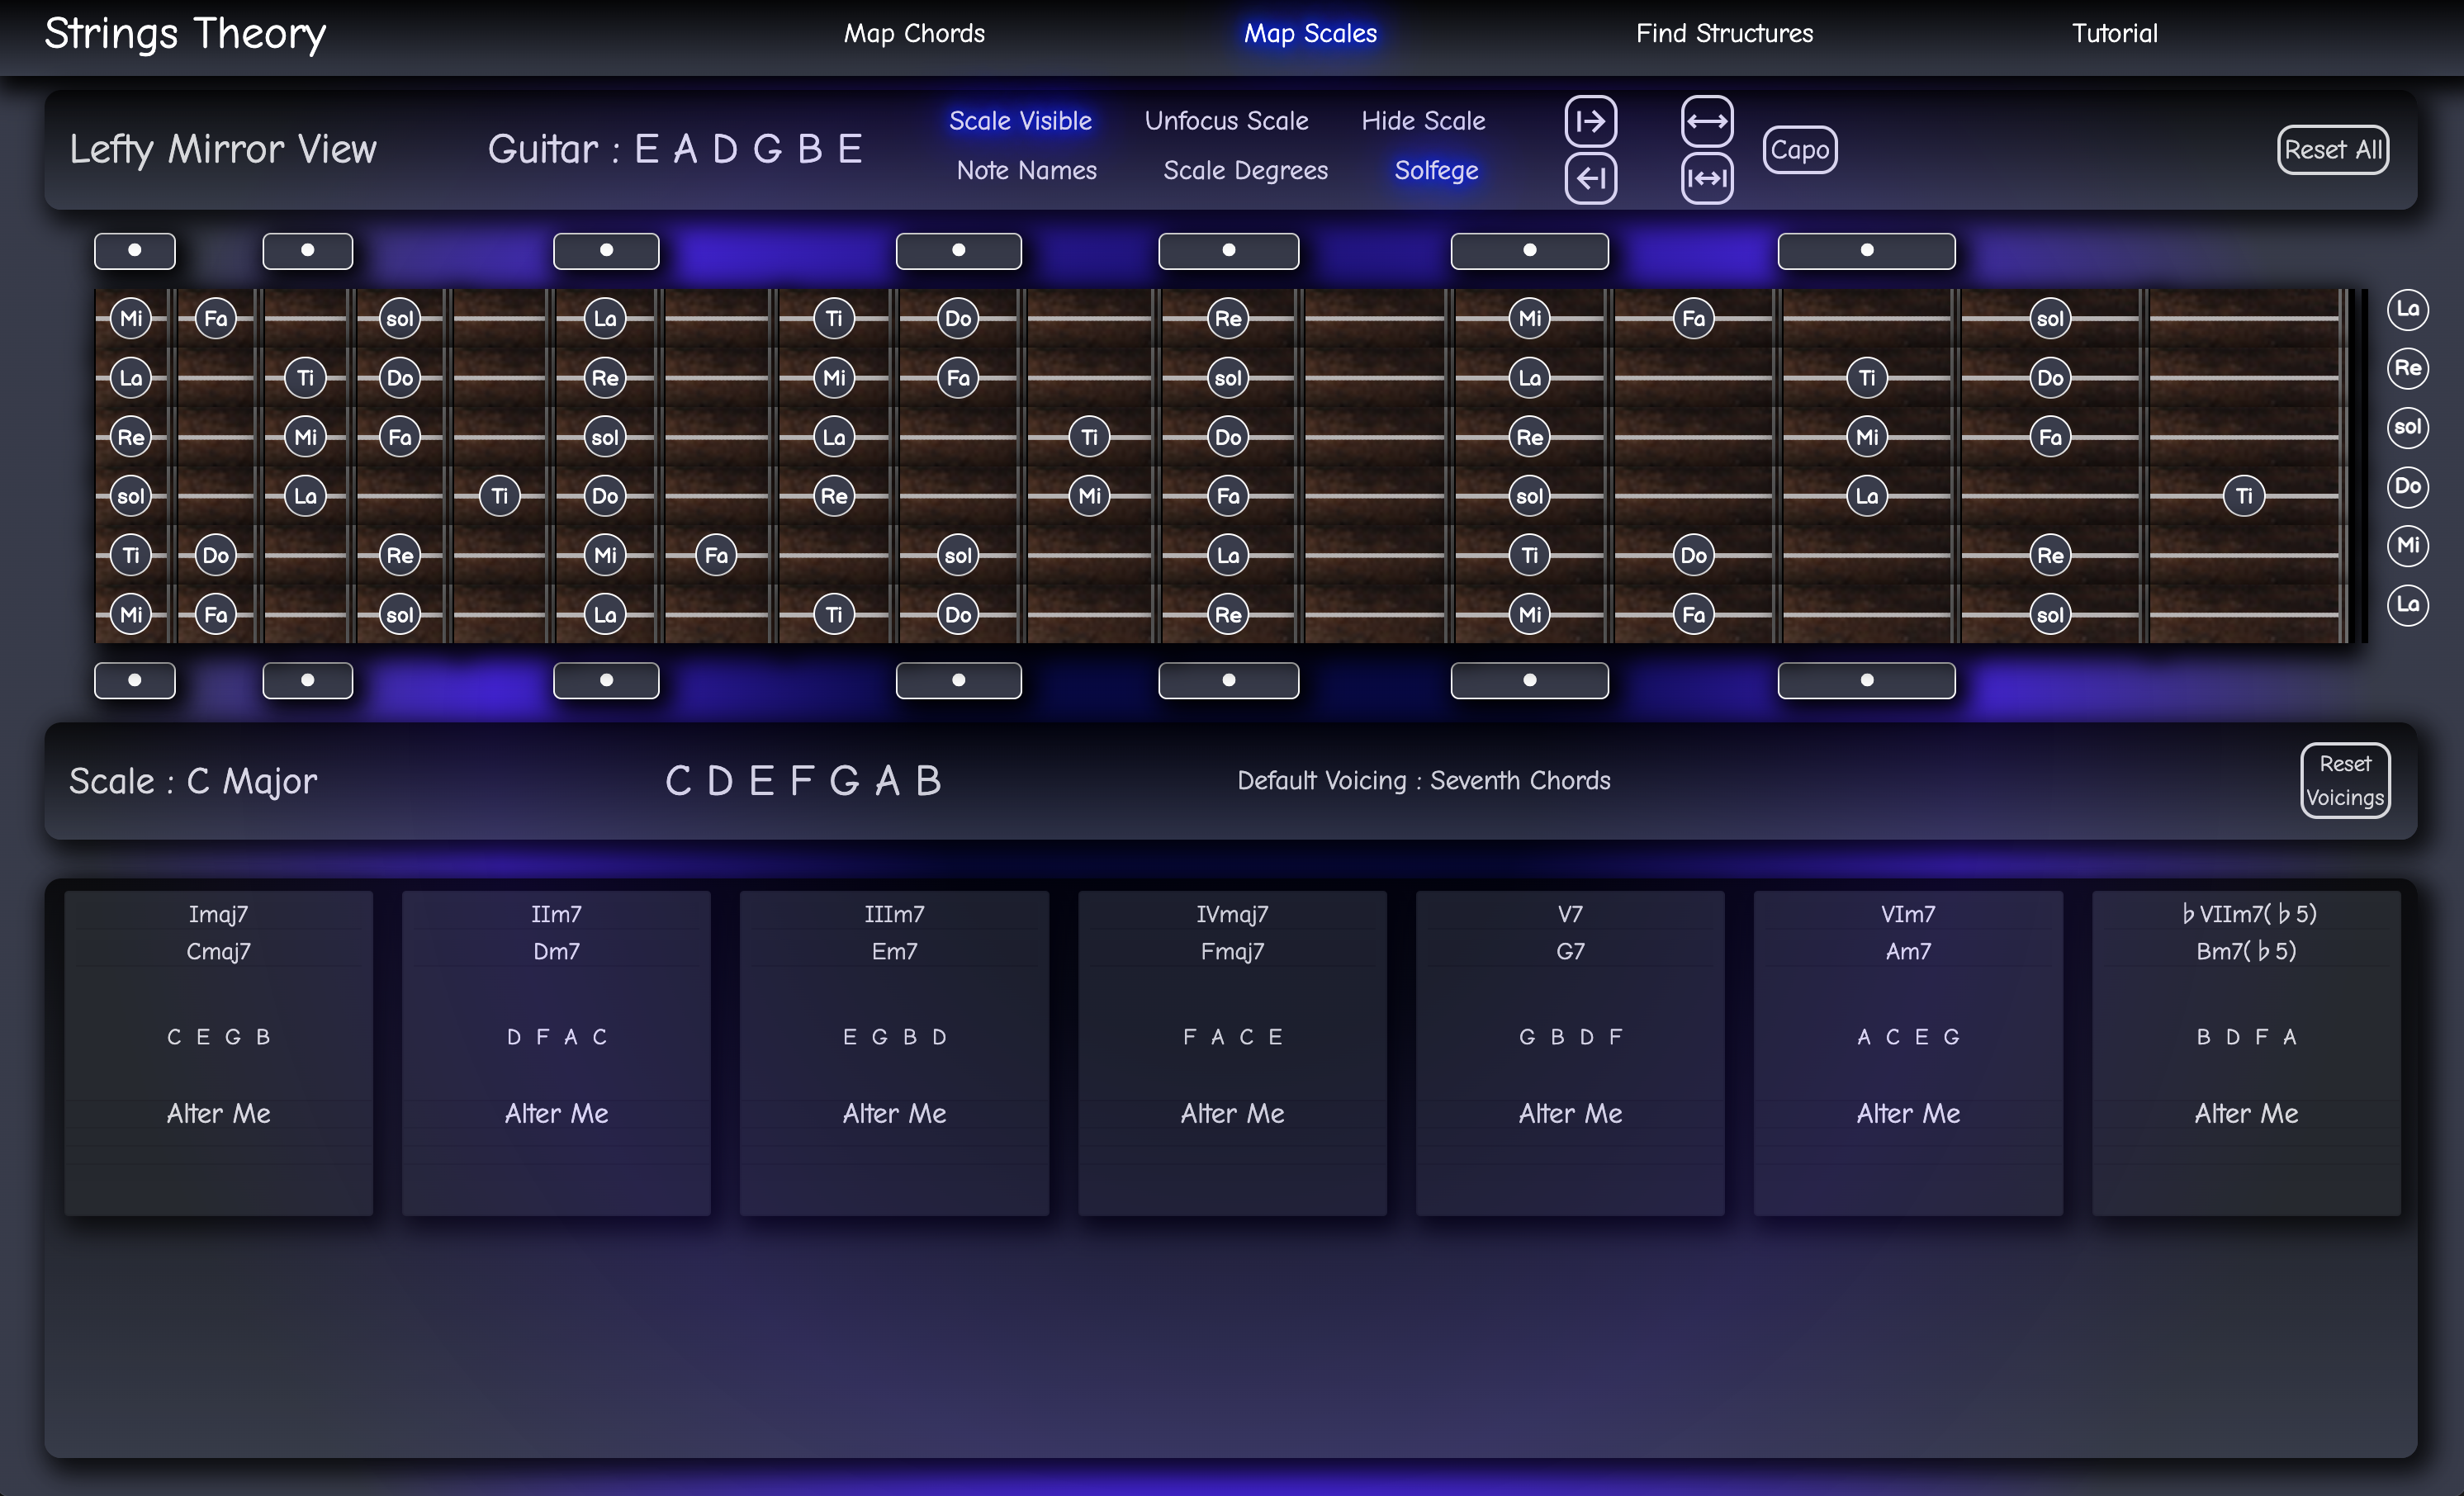 Strings Theory Map Chords Map Scales Find Structures Tutorial
Lefty Mirror View Guitar : E A D G B E
Scale Visible Unfocus Scale Hide Scale
Note Names Scale Degrees Solfege
Capo
Reset All
Mi Fa sol La Ti Do Re Mi Fa sol La
La Ti Do Re Mi Fa sol La Ti Do Re
Re Mi Fa sol La Ti Do Re Mi Fa sol
sol La Ti Do Re Mi Fa sol La Ti Do
Ti Do Re Mi Fa sol La Ti Do Re Mi
Mi Fa sol La Ti Do Re Mi Fa sol La
Scale : C Major C D E F G A B Default Voicing : Seventh Chords
Reset
Voicings
Imaj7 IIm7 IIIm7 IVmaj7 V7 VIm7 ♭VIIm7(♭5)
Cmaj7 Dm7 Em7 Fmaj7 G7 Am7 Bm7(♭5)
C E G B D F A C E G B D F A C E G B D F A C E G B D F A
Alter Me Alter Me Alter Me Alter Me Alter Me Alter Me Alter Me